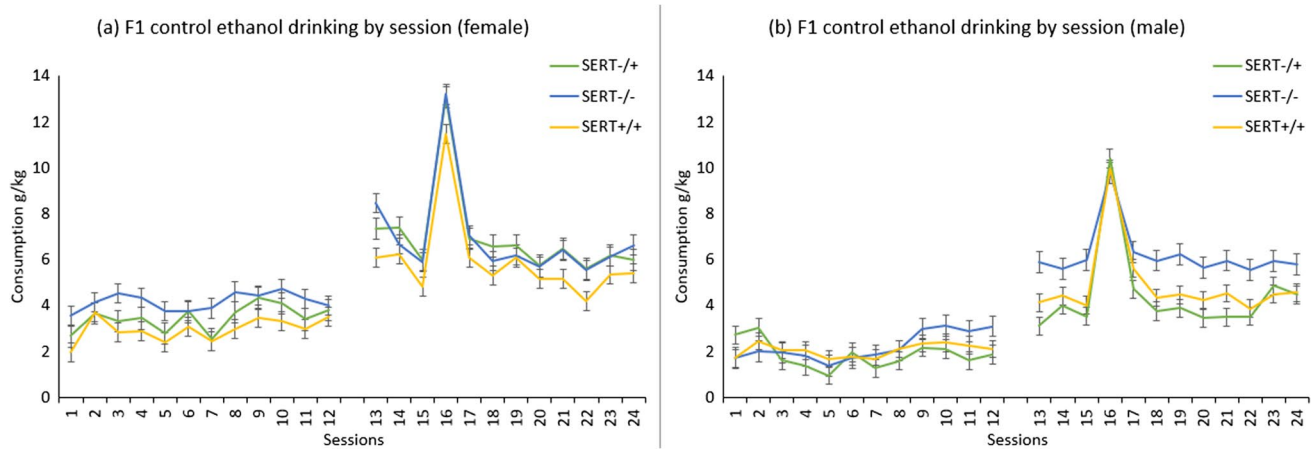 (a) F1 control ethanol drinking by session (female)
SERT-/+
SERT-/-
SERT+/+
Consumption g/kg
14
12
10
8
6
4
2
0
1 2 3 4 5 6 7 8 9 10 11 12 13 14 15 16 17 18 19 20 21 22 23 24
Sessions
(b) F1 control ethanol drinking by session (male)
SERT-/+
SERT-/-
SERT+/+
Consumption g/kg
14
12
10
8
6
4
2
0
1 2 3 4 5 6 7 8 9 10 11 12 13 14 15 16 17 18 19 20 21 22 23 24
Sessions